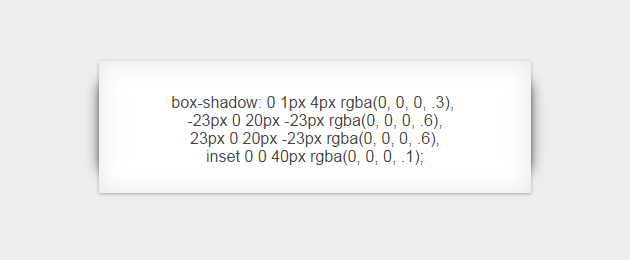 box-shadow: 0 1px 4px rgba(0, 0, 0, .3),
-23px 0 20px -23px rgba(0, 0, 0, .6),
23px 0 20px -23px rgba(0, 0, 0, .6),
inset 0 0 40px rgba(0, 0, 0, .1);